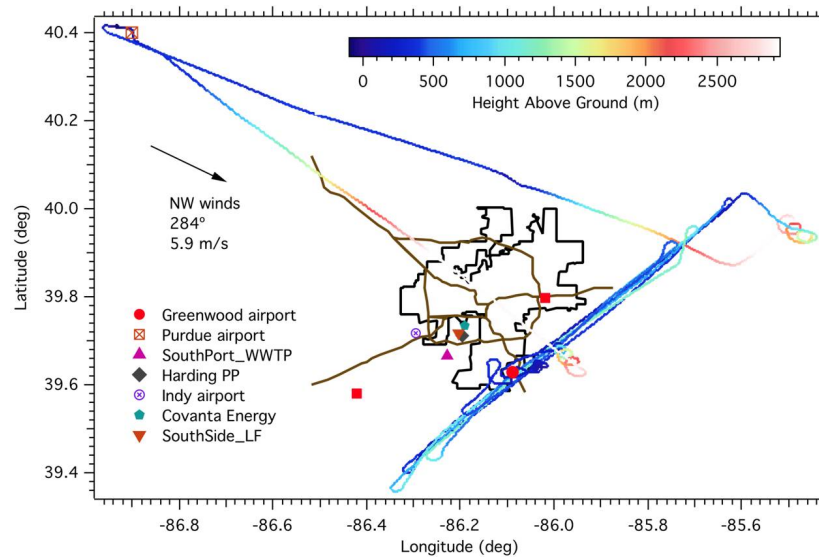 40.4
40.2
40.0
39.8
39.6
39.4
Latitude (deg)
0 500 1000 1500 2000 2500
Height Above Ground (m)
NW winds
284º
5.9 m/s
Greenwood airport
Purdue airport
SouthPort_WWTP
Harding PP
Indy airport
Covanta Energy
SouthSide_LF
-86.8 -86.6 -86.4 -86.2 -86.0 -85.8 -85.6
Longitude (deg)